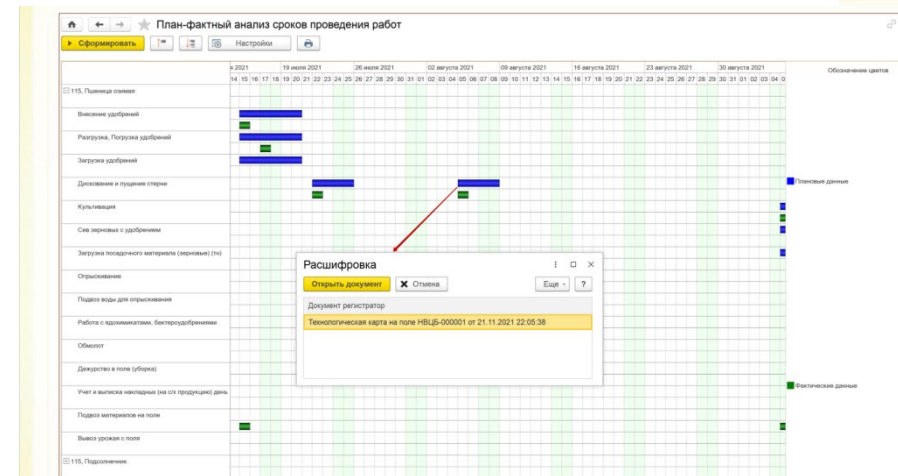 План-фактный анализ сроков проведения работ
Сформировать Настройки
я 2021 19 июля 2021 26 июля 2021 02 августа 2021 09 августа 2021 16 августа 2021 23 августа 2021 30 августа 2021 Обозначение цветов
14 15 16 17 18 19 20 21 22 23 24 25 26 27 28 29 30 31 01 02 03 04 05 06 07 08 09 10 11 12 13 14 15 16 17 18 19 20 21 22 23 24 25 26 27 28 29 30 31 01 02 03 04 0
115, Пшеница озимая
Внесение удобрений
Разгрузка, Погрузка удобрений
Загрузка удобрений
Дискование и лущение стерни
Плановые данные
Культивация
Сев зерновых с удобрением
Загрузка посадочного материала (зерновые) (тн)
Опрыскивание
Подвоз воды для опрыскивания
Работа с ядохимикатами, бактероудобрениями
Обмолот
Дежурство в поле (уборка)
Учет и выписка накладных (на с/х продукцию) день
Фактические данные
Подвоз материалов на поле
Вывоз урожая с поля
115, Подсолнечник
Расшифровка
Открыть документ Отмена Еще ?
Документ регистратор
Технологическая карта на поле НВЦБ-000001 от 21.11.2021 22:05:38